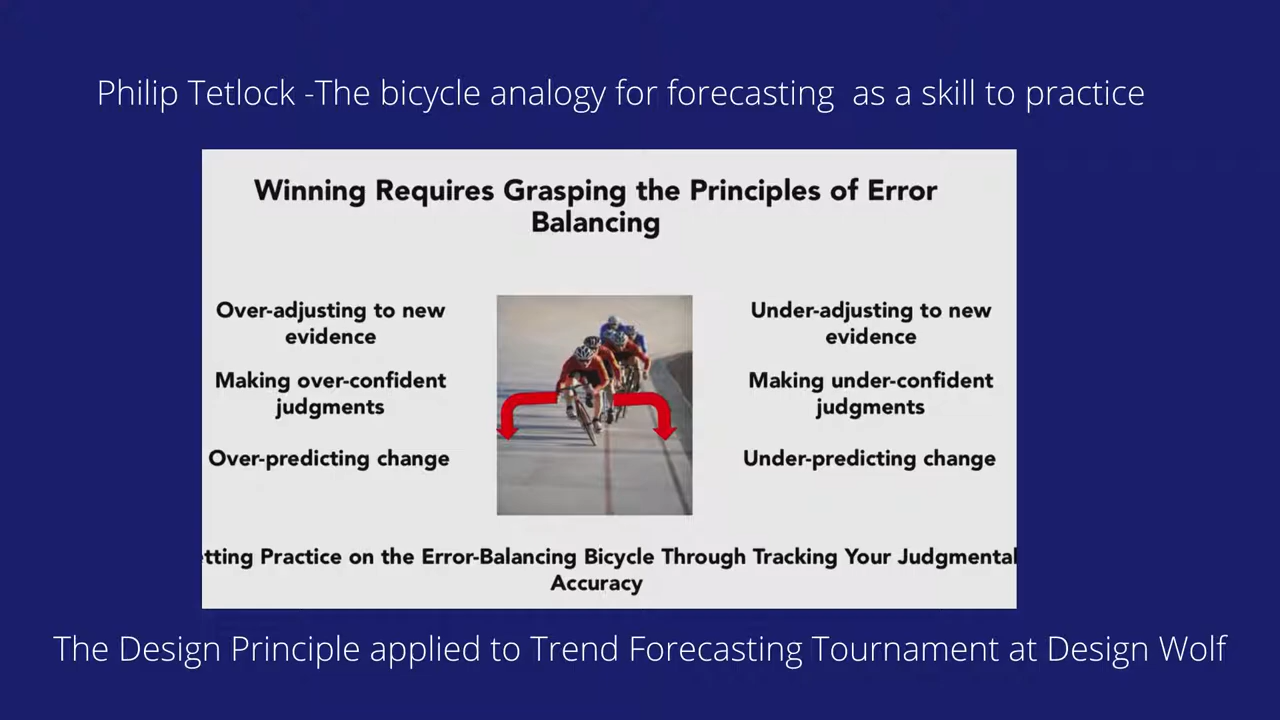 Philip Tetlock -The bicycle analogy for forecasting as a skill to practice
Winning Requires Grasping the Principles of Error
Balancing
Over-adjusting to new
evidence
Making over-confident
judgments
Over-predicting change
Under-adjusting to new
evidence
Making under-confident
judgments
Under-predicting change
Practice on the Error-Balancing Bicycle Through Tracking Your Judgmental
Accuracy
The Design Principle applied to Trend Forecasting Tournament at Design Wolf